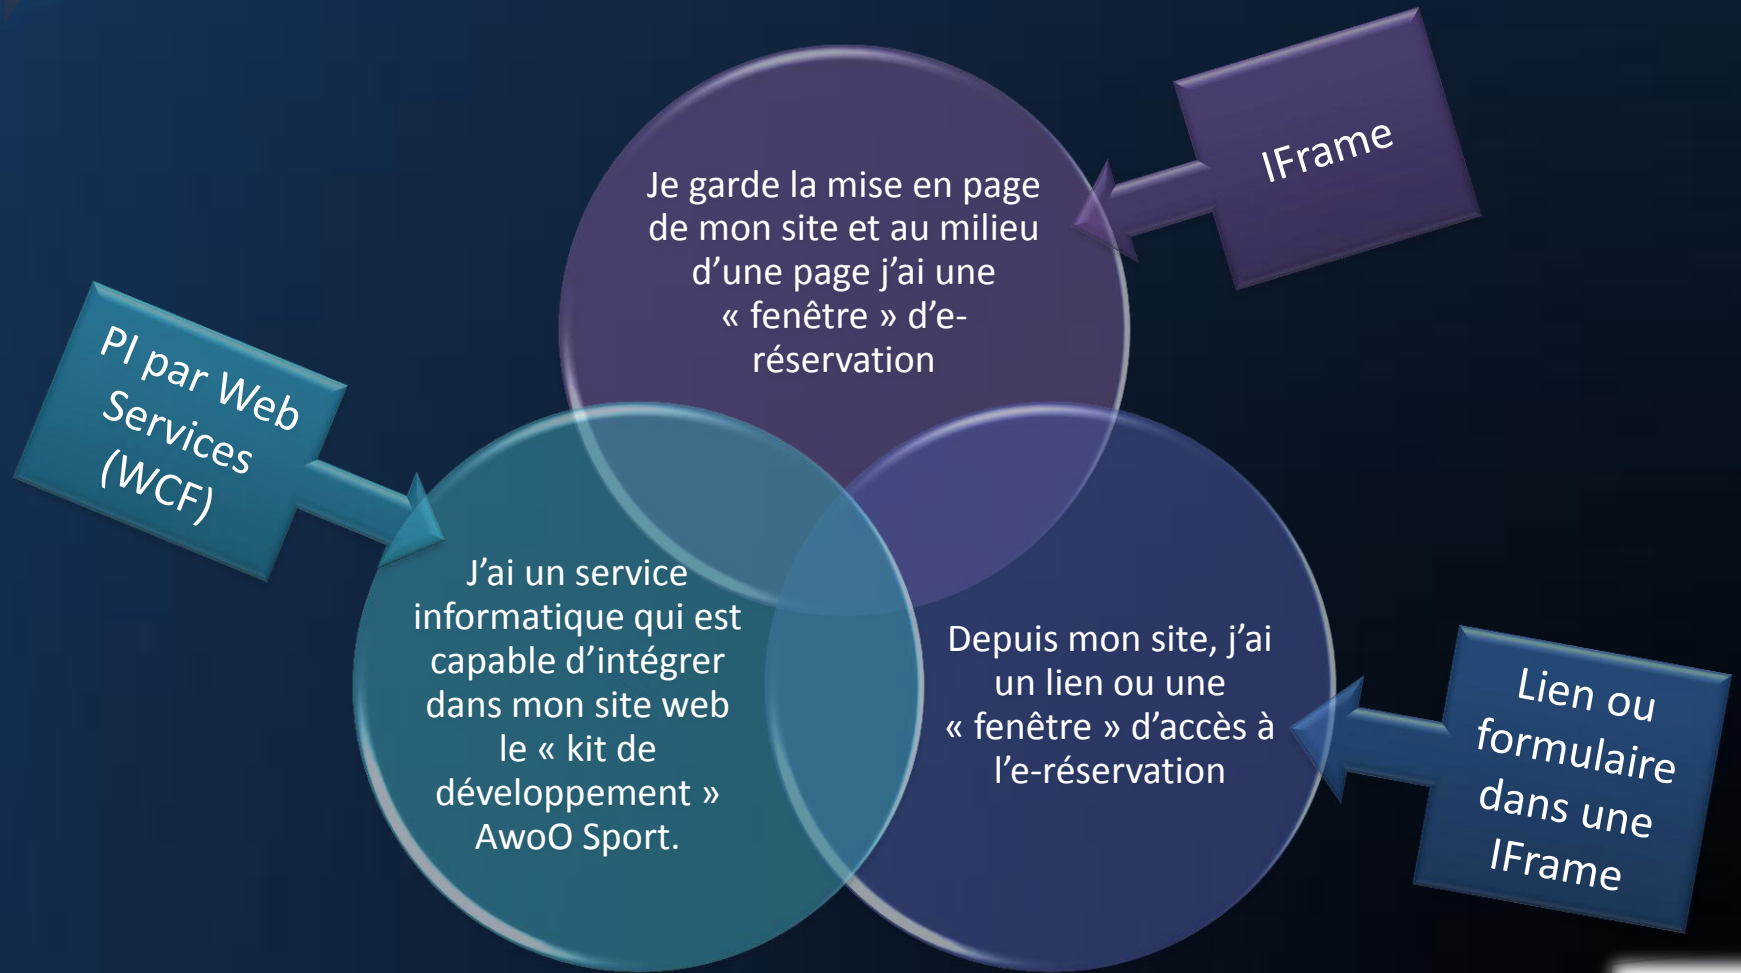 IFrame
Je garde la mise en page
de mon site et au milieu
d’une page j’ai une
« fenêtre » d’e-
réservation
PI par Web
Services
(WCF)
J’ai un service
informatique qui est
capable d’intégrer
dans mon site web
le « kit de
développement »
AwoO Sport.
Depuis mon site, j’ai
un lien ou une
« fenêtre » d’accès à
l’e-réservation
Lien ou
formulaire
dans une
IFrame